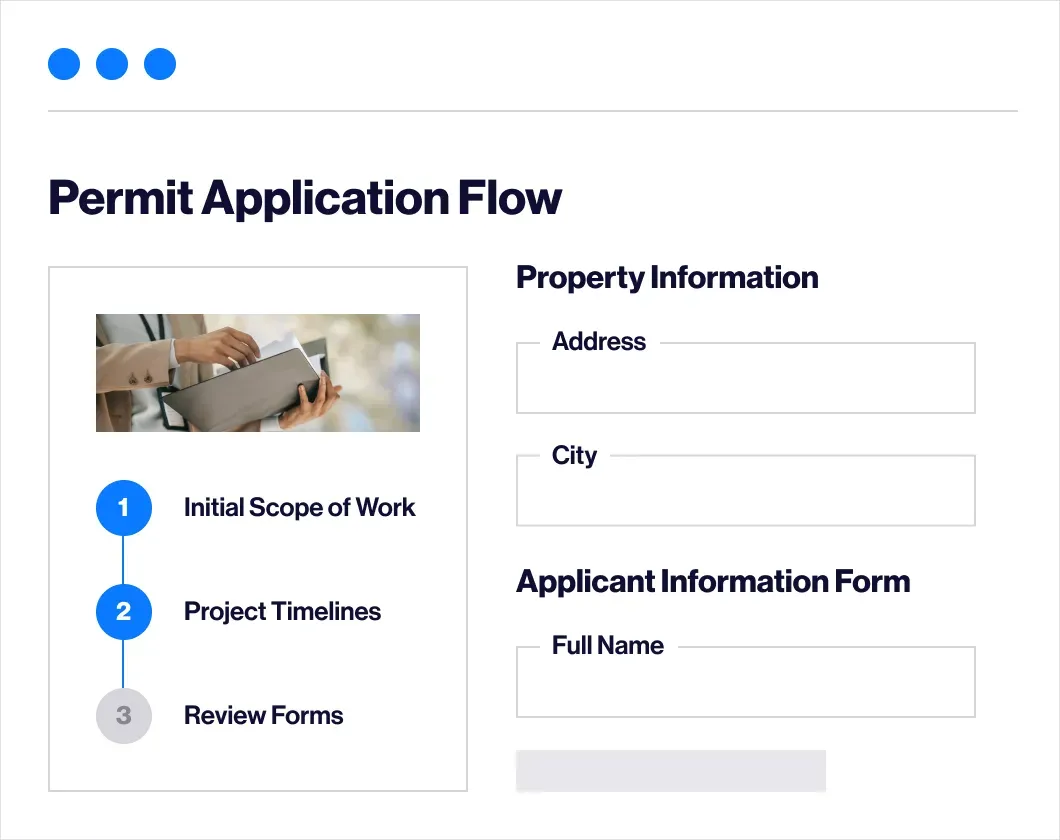 Permit Application Flow
1 Initial Scope of Work
2 Project Timelines
3 Review Forms
Property Information
Address
City
Applicant Information Form
Full Name